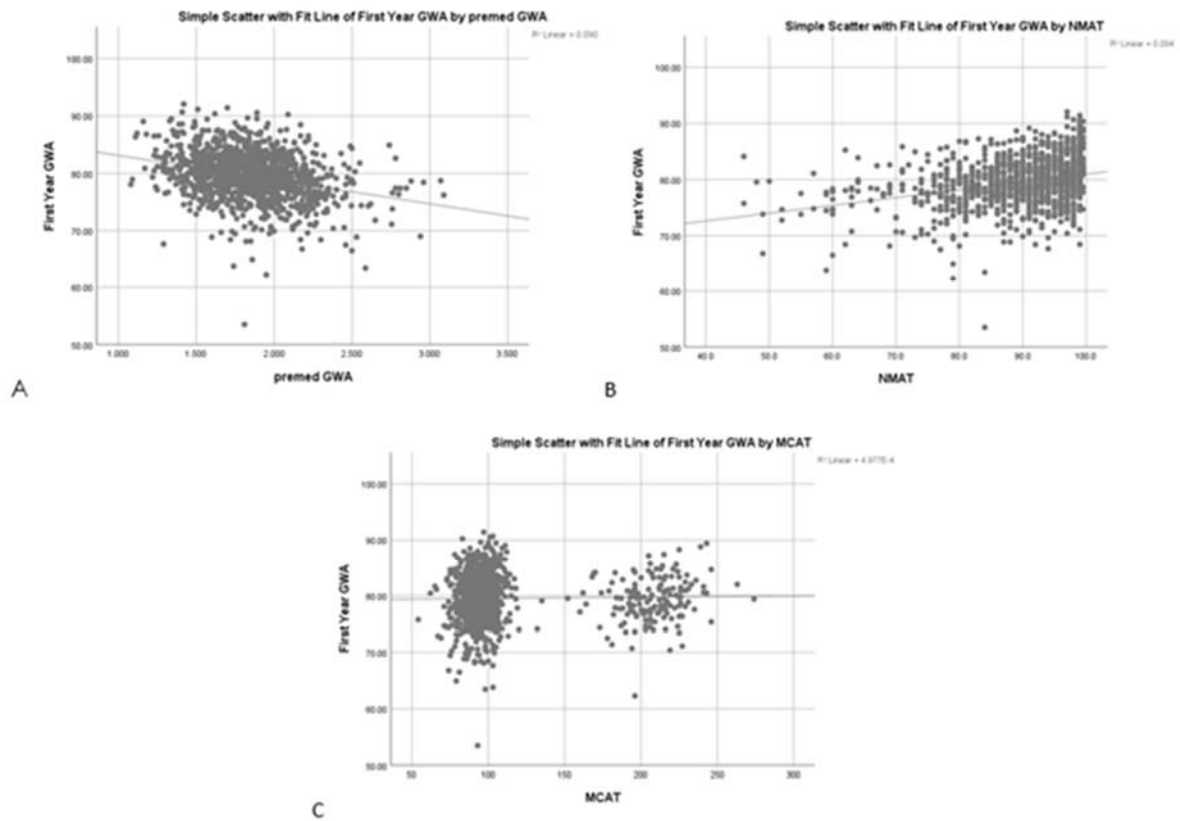 Simple Scatter with Fit Line of First Year GWA by premed GWA
R² Linear = 0.090
First Year GWA
100.00
90.00
80.00
70.00
60.00
50.00
1.000 1.500 2.000 2.500 3.000 3.500
premed GWA
A
Simple Scatter with Fit Line of First Year GWA by NMAT
R² Linear = 0.094
First Year GWA
100.00
90.00
80.00
70.00
60.00
50.00
40.0 50.0 60.0 70.0 80.0 90.0 100.0
NMAT
B
Simple Scatter with Fit Line of First Year GWA by MCAT
R² Linear = 4.977E-4
First Year GWA
100.00
90.00
80.00
70.00
60.00
50.00
50 100 150 200 250 300
MCAT
C